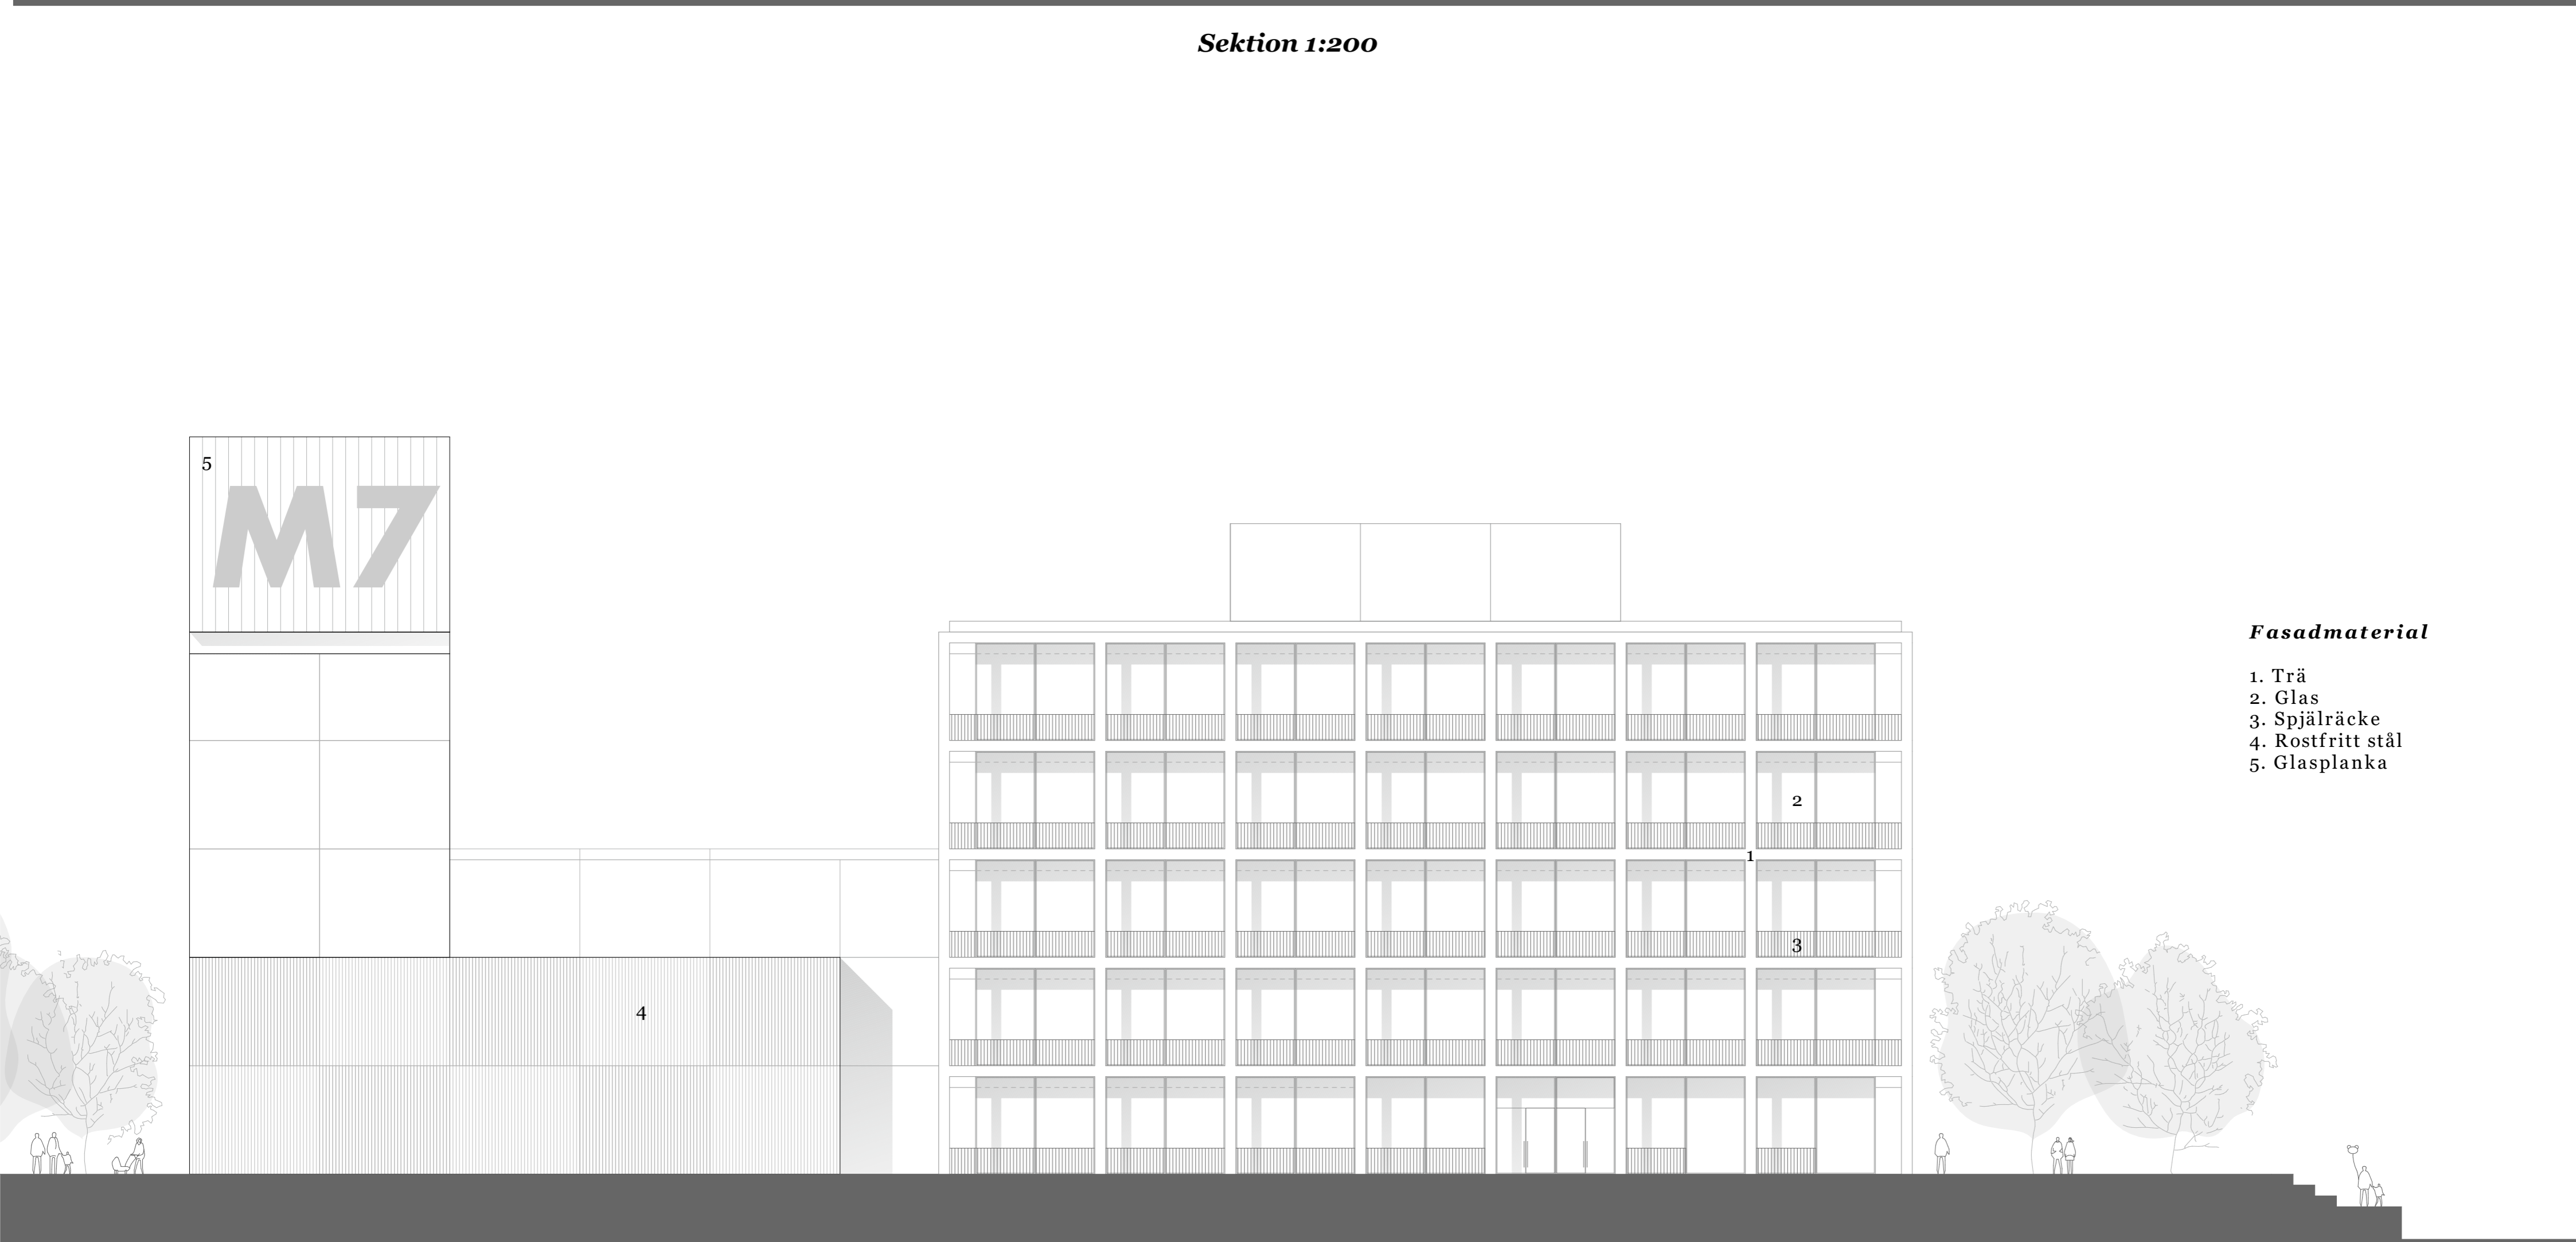 Sektion 1:200
5
M7
Fasadmaterial
1. Trä
2. Glas
3. Spjälräcke
4. Rostfritt stål
5. Glasplanka
2
1
3
4